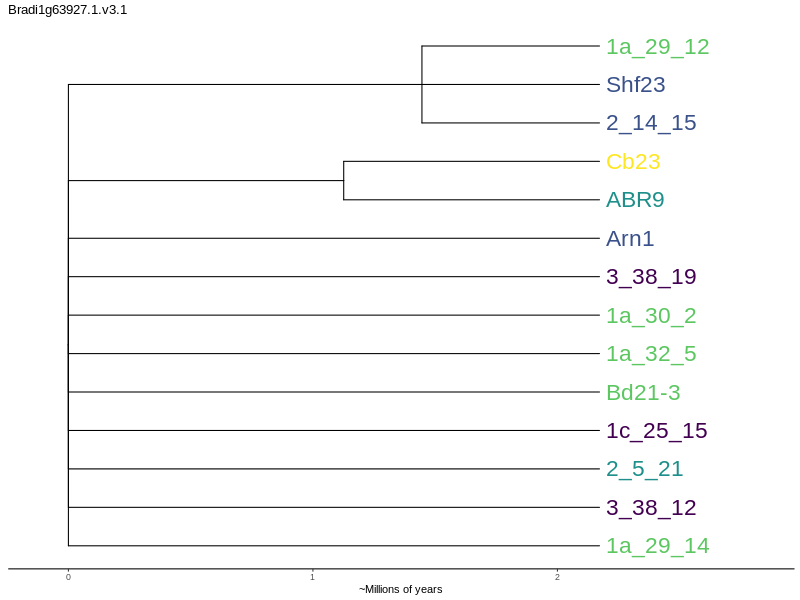 Bradi1g63927.1.v3.1
1a_29_12
Shf23
2_14_15
Cb23
ABR9
Arn1
3_38_19
1a_30_2
1a_32_5
Bd21-3
1c_25_15
2_5_21
3_38_12
1a_29_14
0 1 2
~Millions of years